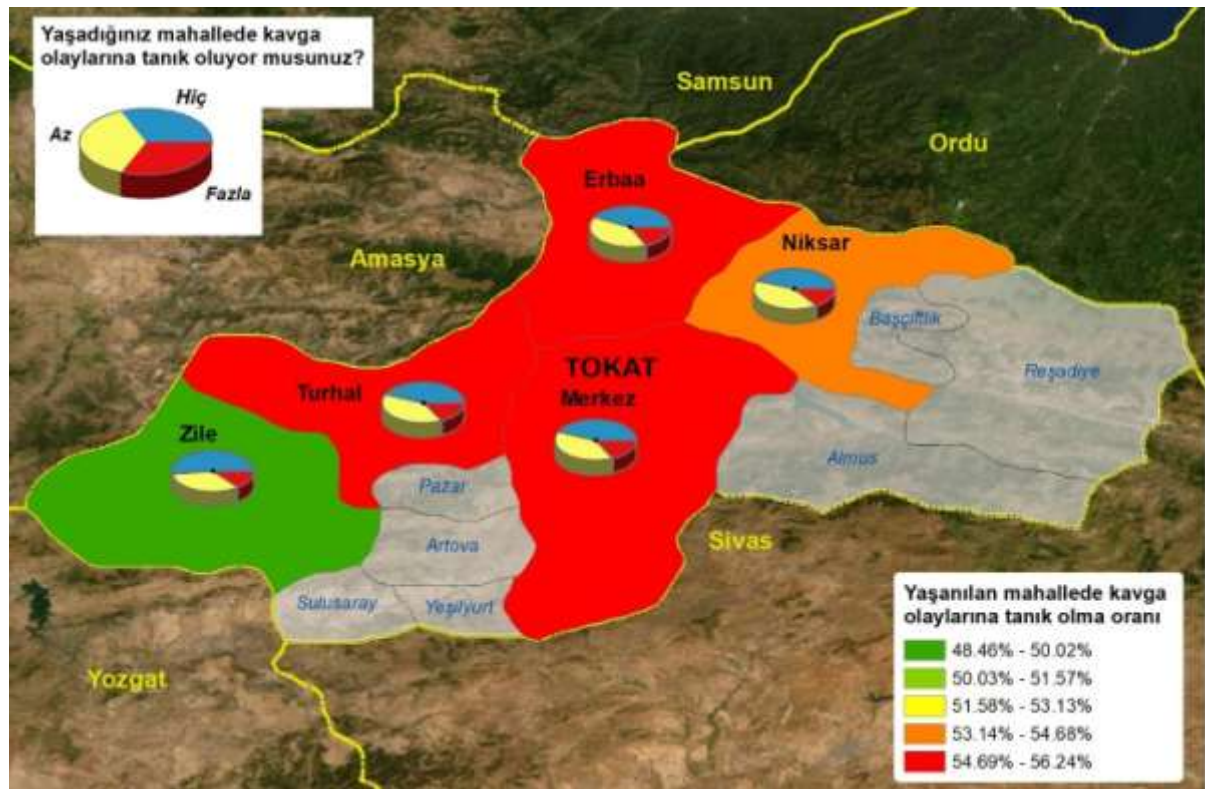 Yaşadığınız mahallede kavga
olaylarına tanık oluyor musunuz?
Hiç
Az
Fazla
Samsun
Ordu
Erbaa
Amasya
Niksar
Başçiftlik
Reşadiye
TOKAT
Merkez
Turhal
Zile
Almus
Pazar
Artova
Sivas
Sulusaray
Yeşilyurt
Yozgat
Yaşanılan mahallede kavga
olaylarına tanık olma oranı
48.46% - 50.02%
50.03% - 51.57%
51.58% - 53.13%
53.14% - 54.68%
54.69% - 56.24%